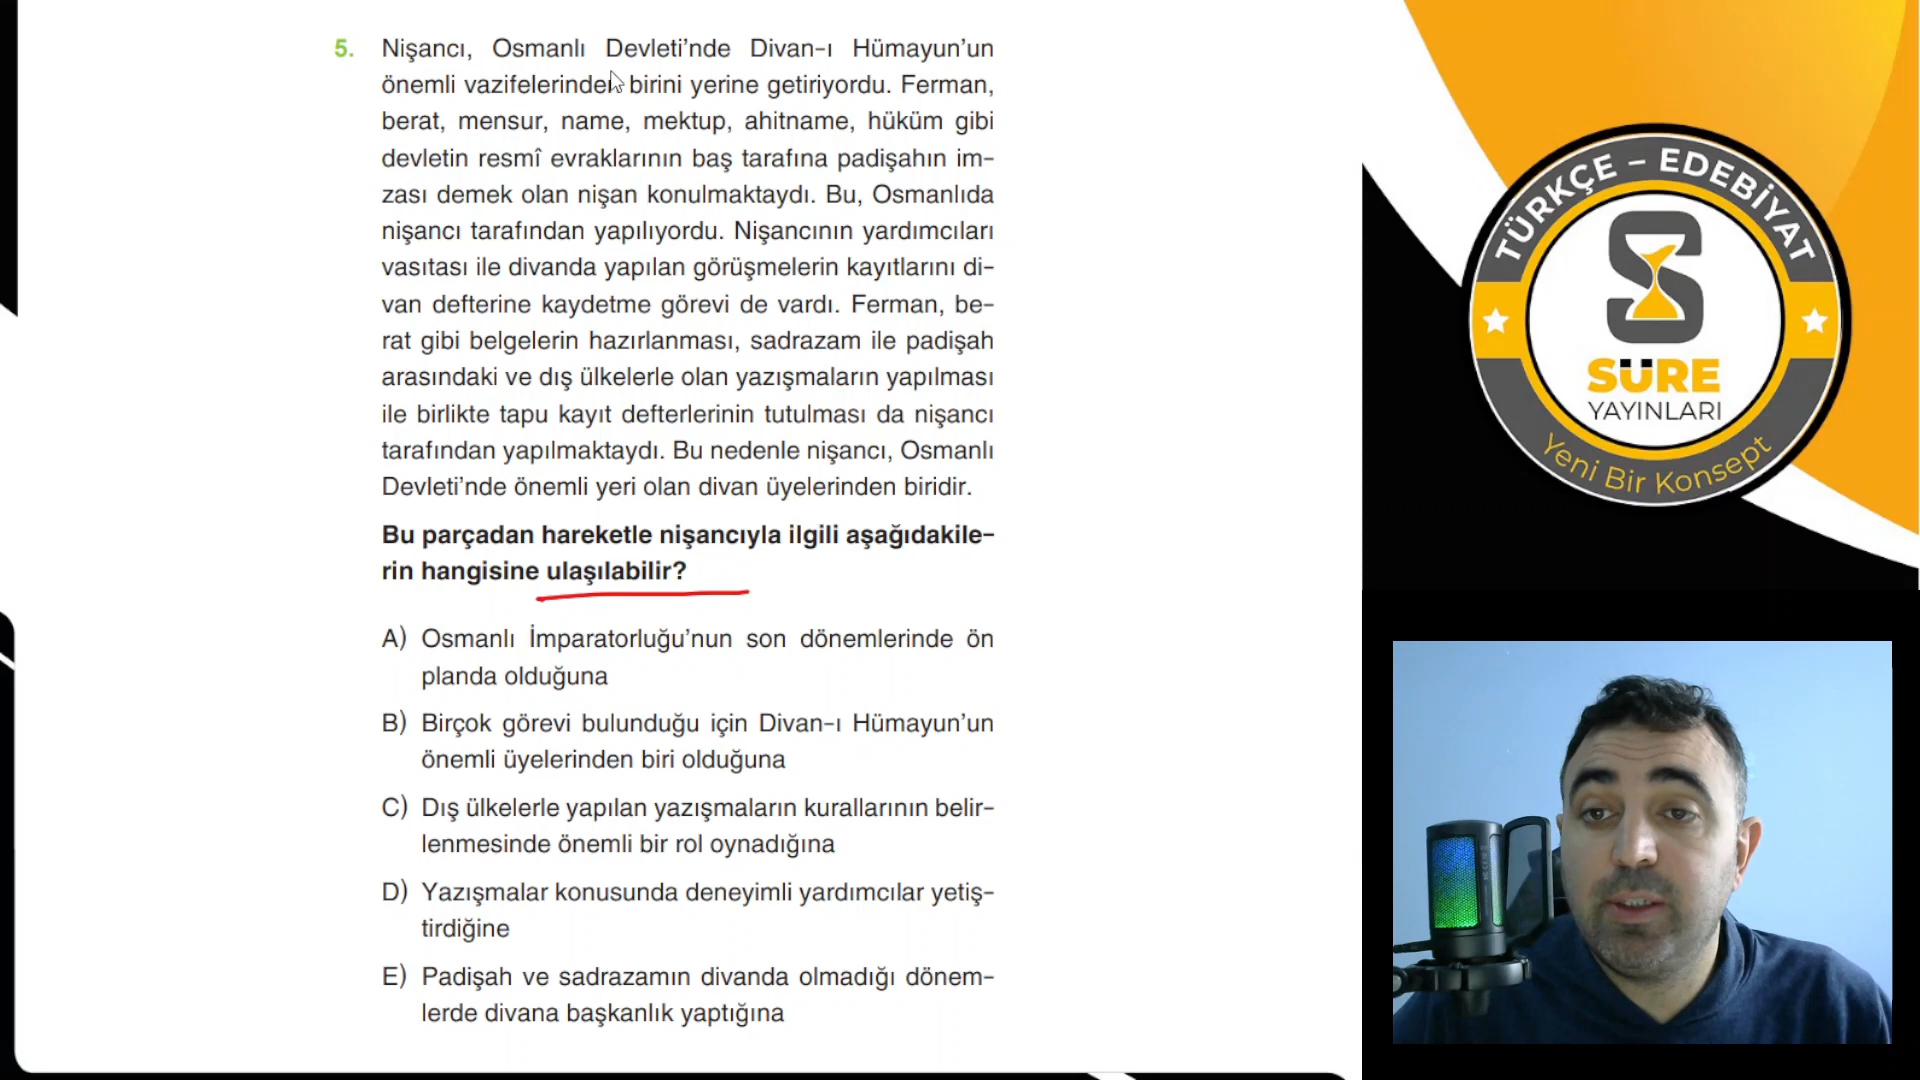 5. Nişancı, Osmanlı Devleti’nde Divan-ı Hümayun’un
önemli vazifelerinden birini yerine getiriyordu. Ferman,
berat, mensur, name, mektup, ahitname, hüküm gibi
devletin resmî evraklarının baş tarafına padişahın im-
zası demek olan nişan konulmaktaydı. Bu, Osmanlıda
nişancı tarafından yapılıyordu. Nişancının yardımcıları
vasıtası ile divanda yapılan görüşmelerin kayıtlarını di-
van defterine kaydetme görevi de vardı. Ferman, be-
rat gibi belgelerin hazırlanması, sadrazam ile padişah
arasındaki ve dış ülkelerle olan yazışmaların yapılması
ile birlikte tapu kayıt defterlerinin tutulması da nişancı
tarafından yapılmaktaydı. Bu nedenle nişancı, Osmanlı
Devleti’nde önemli yeri olan divan üyelerinden biridir.
Bu parçadan hareketle nişancıyla ilgili aşağıdakile-
rin hangisine ulaşılabilir?
A) Osmanlı İmparatorluğu’nun son dönemlerinde ön
planda olduğuna
B) Birçok görevi bulunduğu için Divan-ı Hümayun’un
önemli üyelerinden biri olduğuna
C) Dış ülkelerle yapılan yazışmaların kurallarının belir-
lenmesinde önemli bir rol oynadığına
D) Yazışmalar konusunda deneyimli yardımcılar yetiş-
tirdiğine
E) Padişah ve sadrazamın divanda olmadığı dönem-
lerde divana başkanlık yaptığına
TÜRKÇE – EDEBİYAT
SÜRE
YAYINLARI
Yeni Bir Konsept